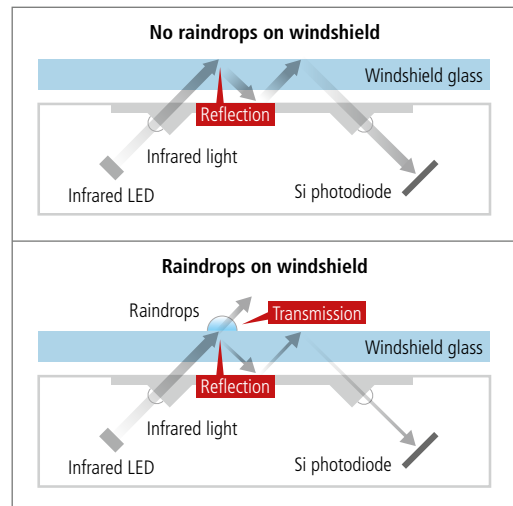 No raindrops on windshield
Windshield glass
Reflection
Infrared light
Infrared LED
Si photodiode
Raindrops on windshield
Raindrops
Transmission
Windshield glass
Reflection
Infrared light
Infrared LED
Si photodiode